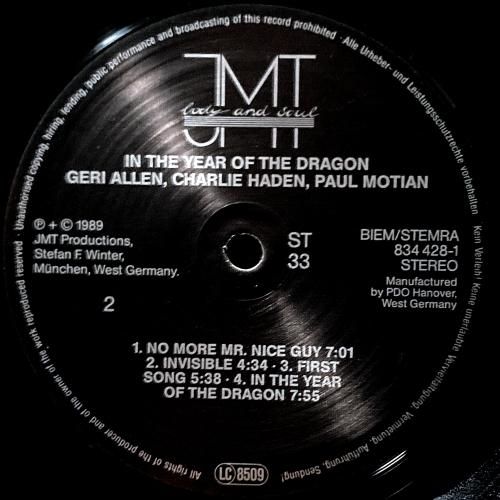 JMT
body and soul
IN THE YEAR OF THE DRAGON
GERI ALLEN, CHARLIE HADEN, PAUL MOTIAN
℗ + © 1989
JMT Productions,
Stefan F. Winter,
München, West Germany.
2
ST
33
BIEM/STEMRA
834 428-1
STEREO
Manufactured
by PDO Hanover,
West Germany
1. NO MORE MR. NICE GUY 7:01
2. INVISIBLE 4:34 · 3. FIRST
SONG 5:38 · 4. IN THE YEAR
OF THE DRAGON 7:55
LC 8509
All rights of the producer and of the owner of the work reproduced reserved · Unauthorised copying, hiring, lending, public performance and broadcasting of this record prohibited · Alle Urheber- und Leistungsschutzrechte vorbehalten · Kein Verleih! Keine unerlaubte Vervielfältigung, Vermietung, Aufführung, Sendung!